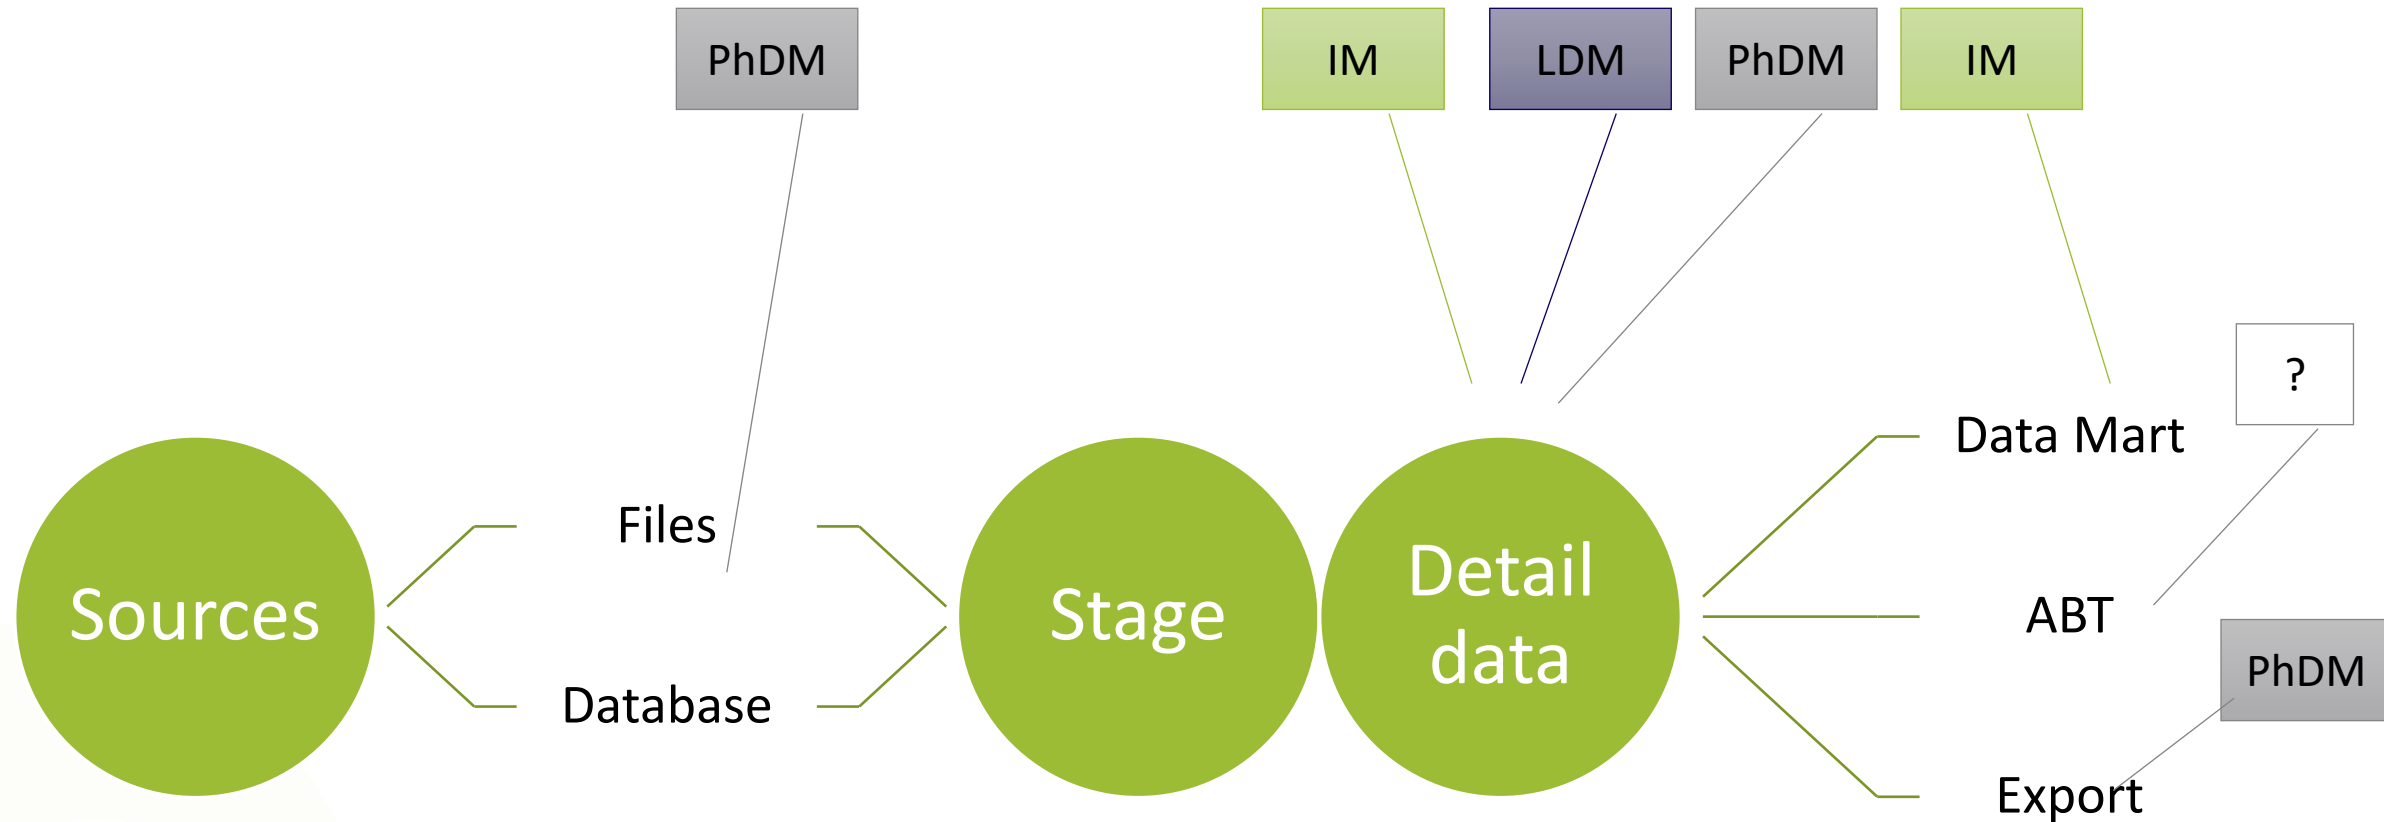 PhDM
IM
LDM
PhDM
IM
?
Data Mart
Files
Sources
Stage
Detail
data
ABT
PhDM
Database
Export